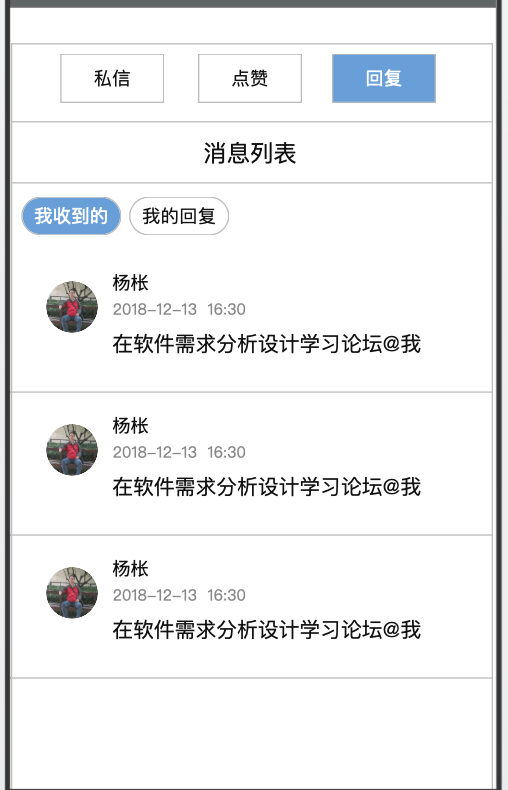 私信 点赞 回复
消息列表
我收到的 我的回复
杨枨
2018-12-13 16:30
在软件需求分析设计学习论坛@我
杨枨
2018-12-13 16:30
在软件需求分析设计学习论坛@我
杨枨
2018-12-13 16:30
在软件需求分析设计学习论坛@我